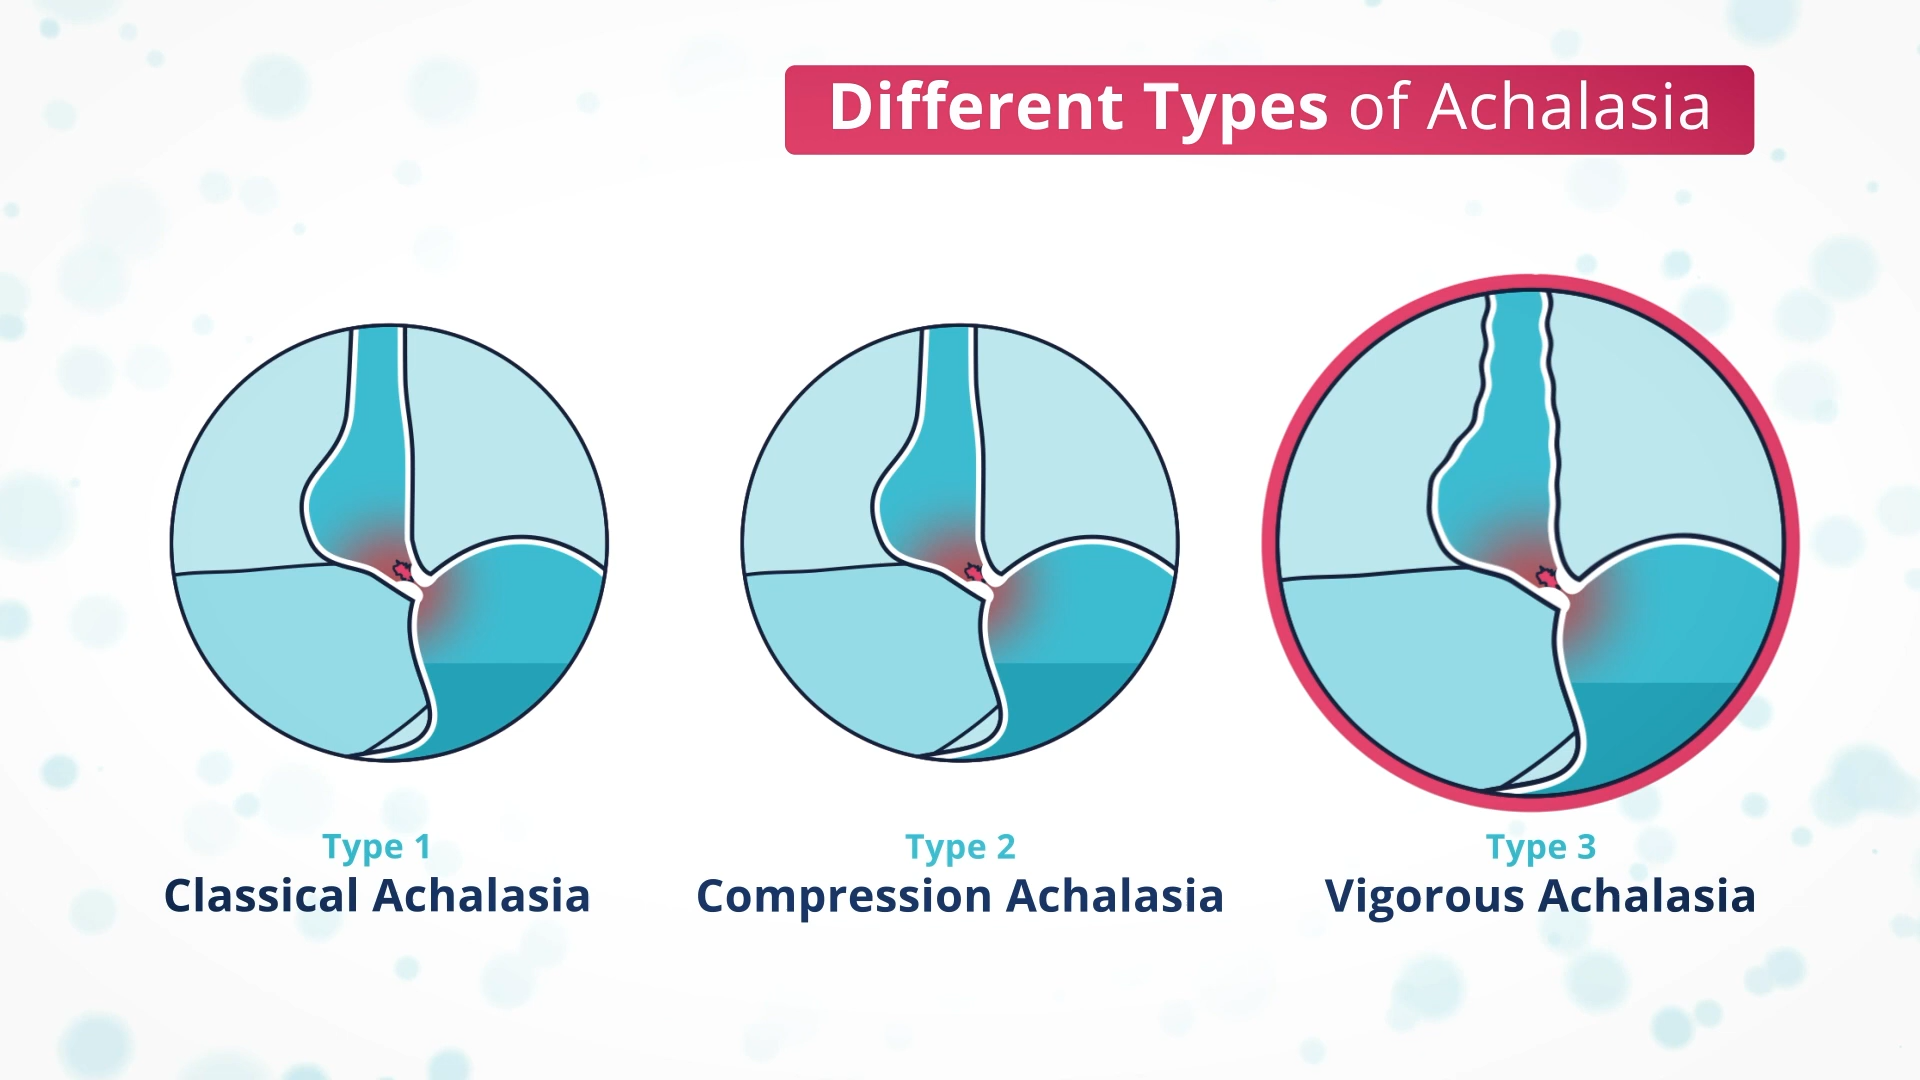 Different Types of Achalasia
Type 1
Classical Achalasia
Type 2
Compression Achalasia
Type 3
Vigorous Achalasia